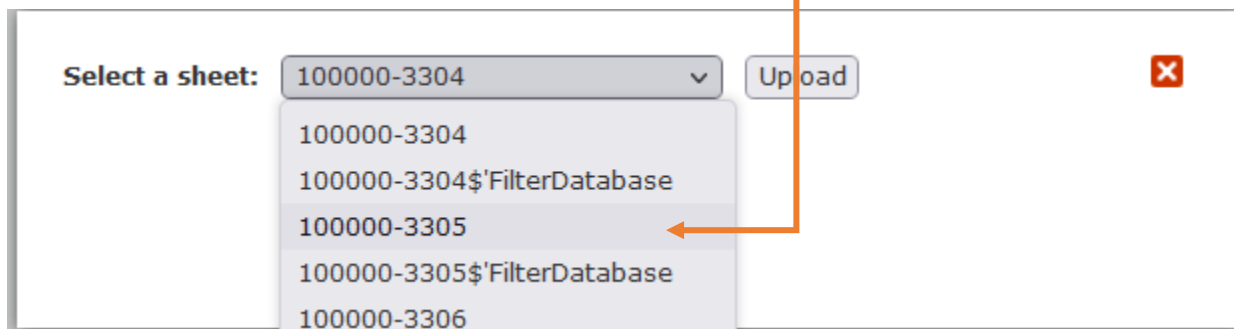 Select a sheet: 100000-3304 Upload
100000-3304
100000-3304$'FilterDatabase
100000-3305
100000-3305$'FilterDatabase
100000-3306